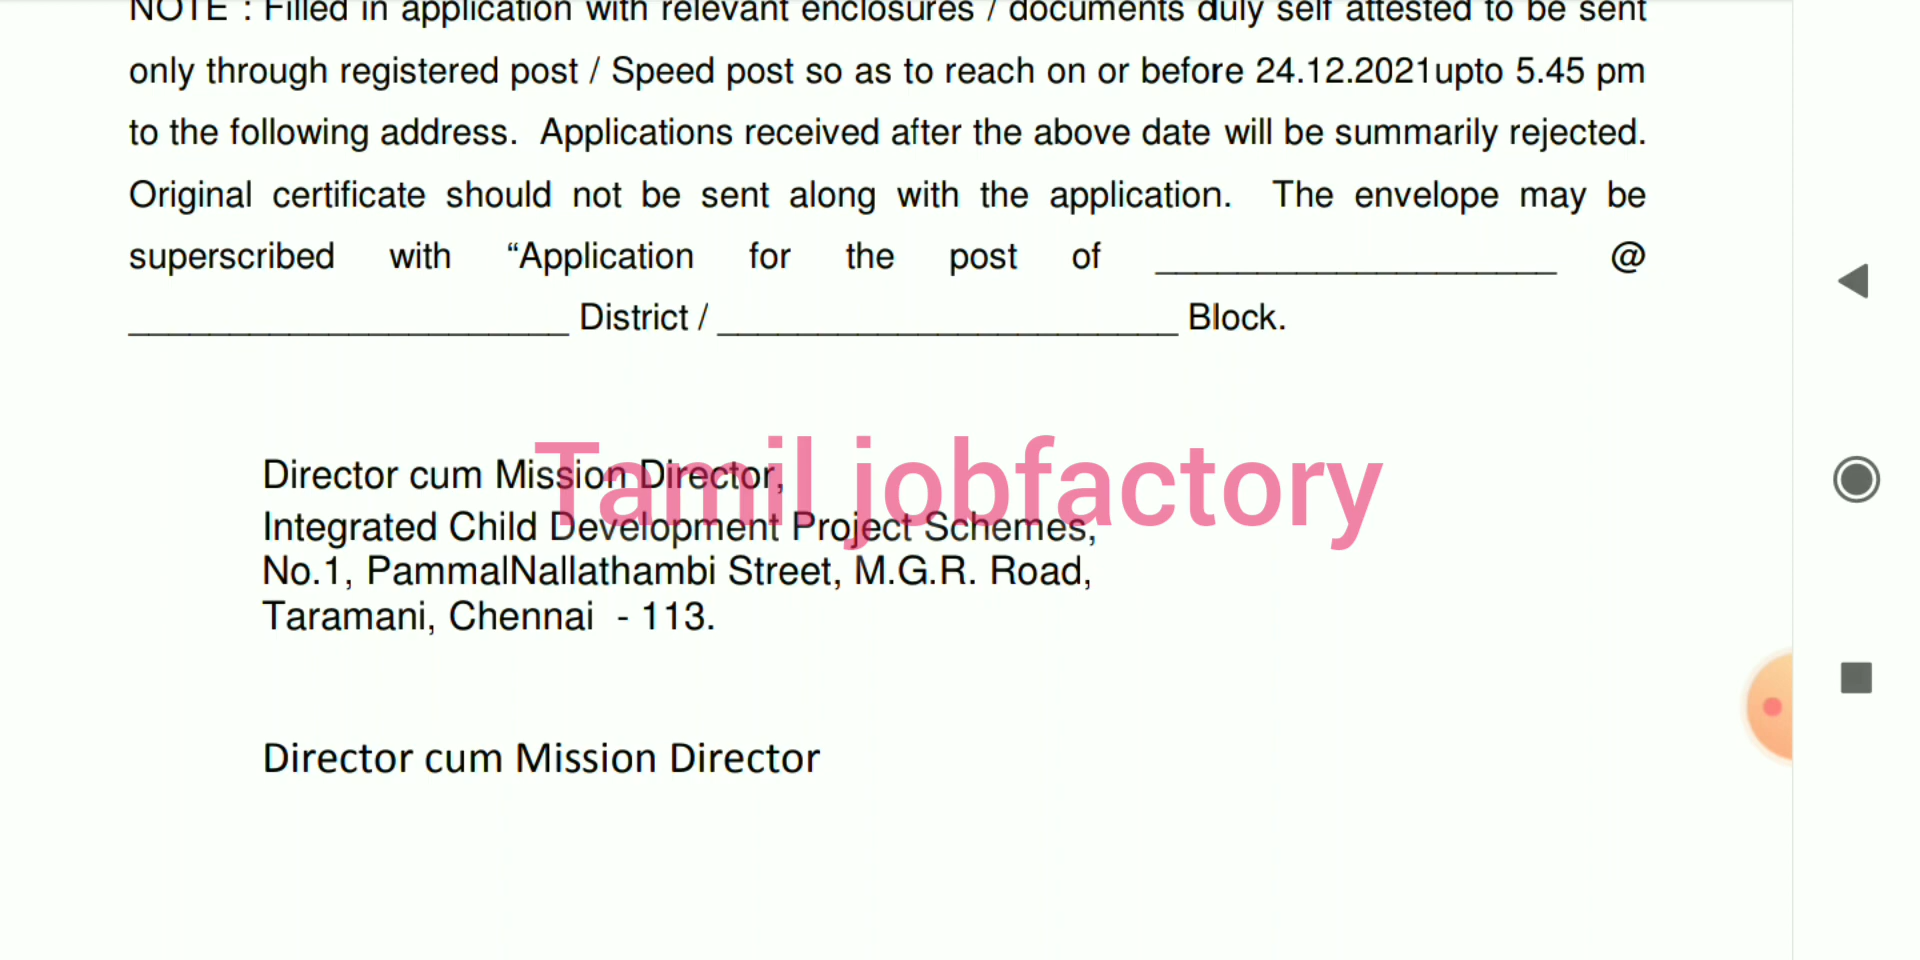 NOTE : Filled in application with relevant enclosures / documents duly self attested to be sent
only through registered post / Speed post so as to reach on or before 24.12.2021upto 5.45 pm
to the following address. Applications received after the above date will be summarily rejected.
Original certificate should not be sent along with the application. The envelope may be
superscribed with “Application for the post of ____________________ @
______________________ District / _______________________ Block.
Tamil jobfactory
Director cum Mission Director,
Integrated Child Development Project Schemes,
No.1, PammalNallathambi Street, M.G.R. Road,
Taramani, Chennai - 113.
Director cum Mission Director